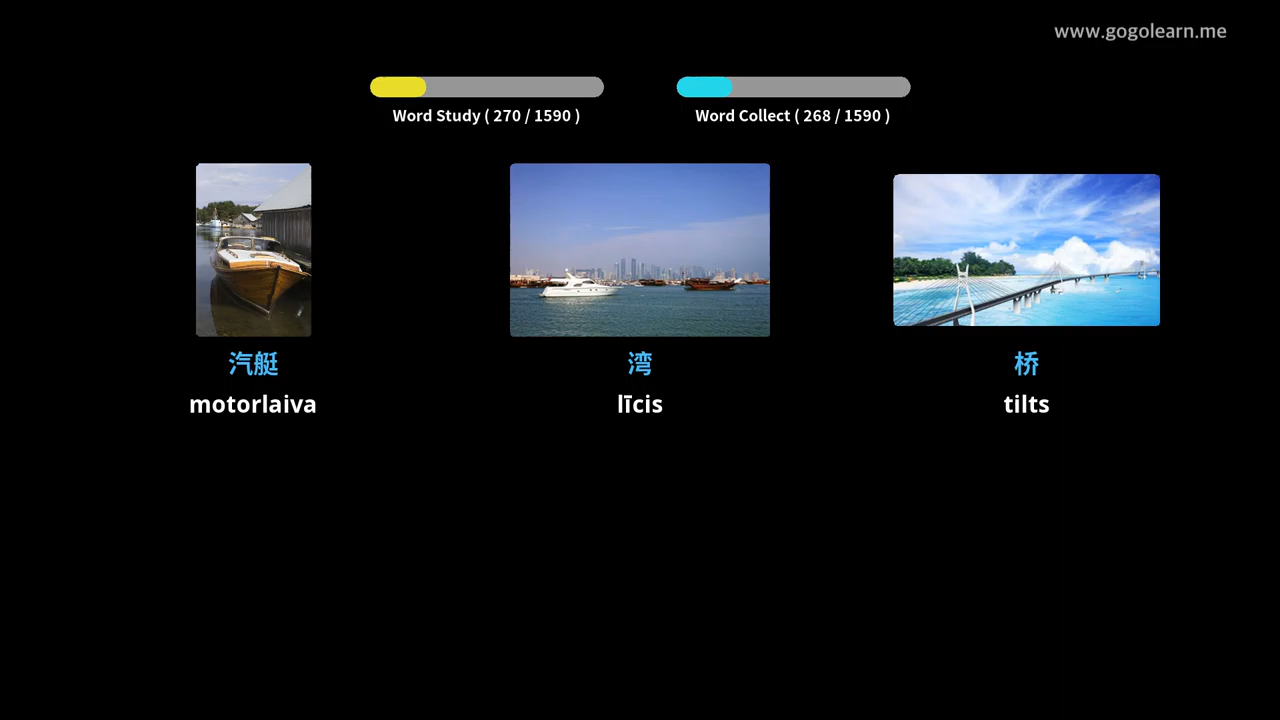 www.gogolearn.me
Word Study ( 270 / 1590 )
Word Collect ( 268 / 1590 )
汽艇
湾
桥
motorlaiva
līcis
tilts